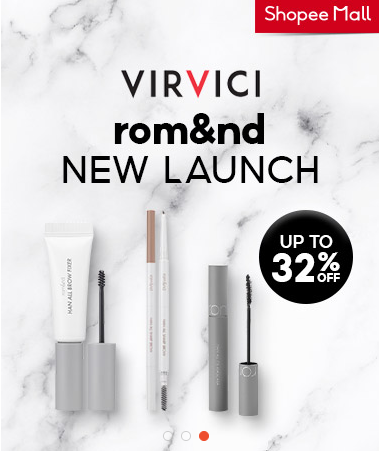 Shopee Mall
VIRVICI
rom&nd
NEW LAUNCH
UP TO
32%
OFF
HAN ALL BROW FIXER